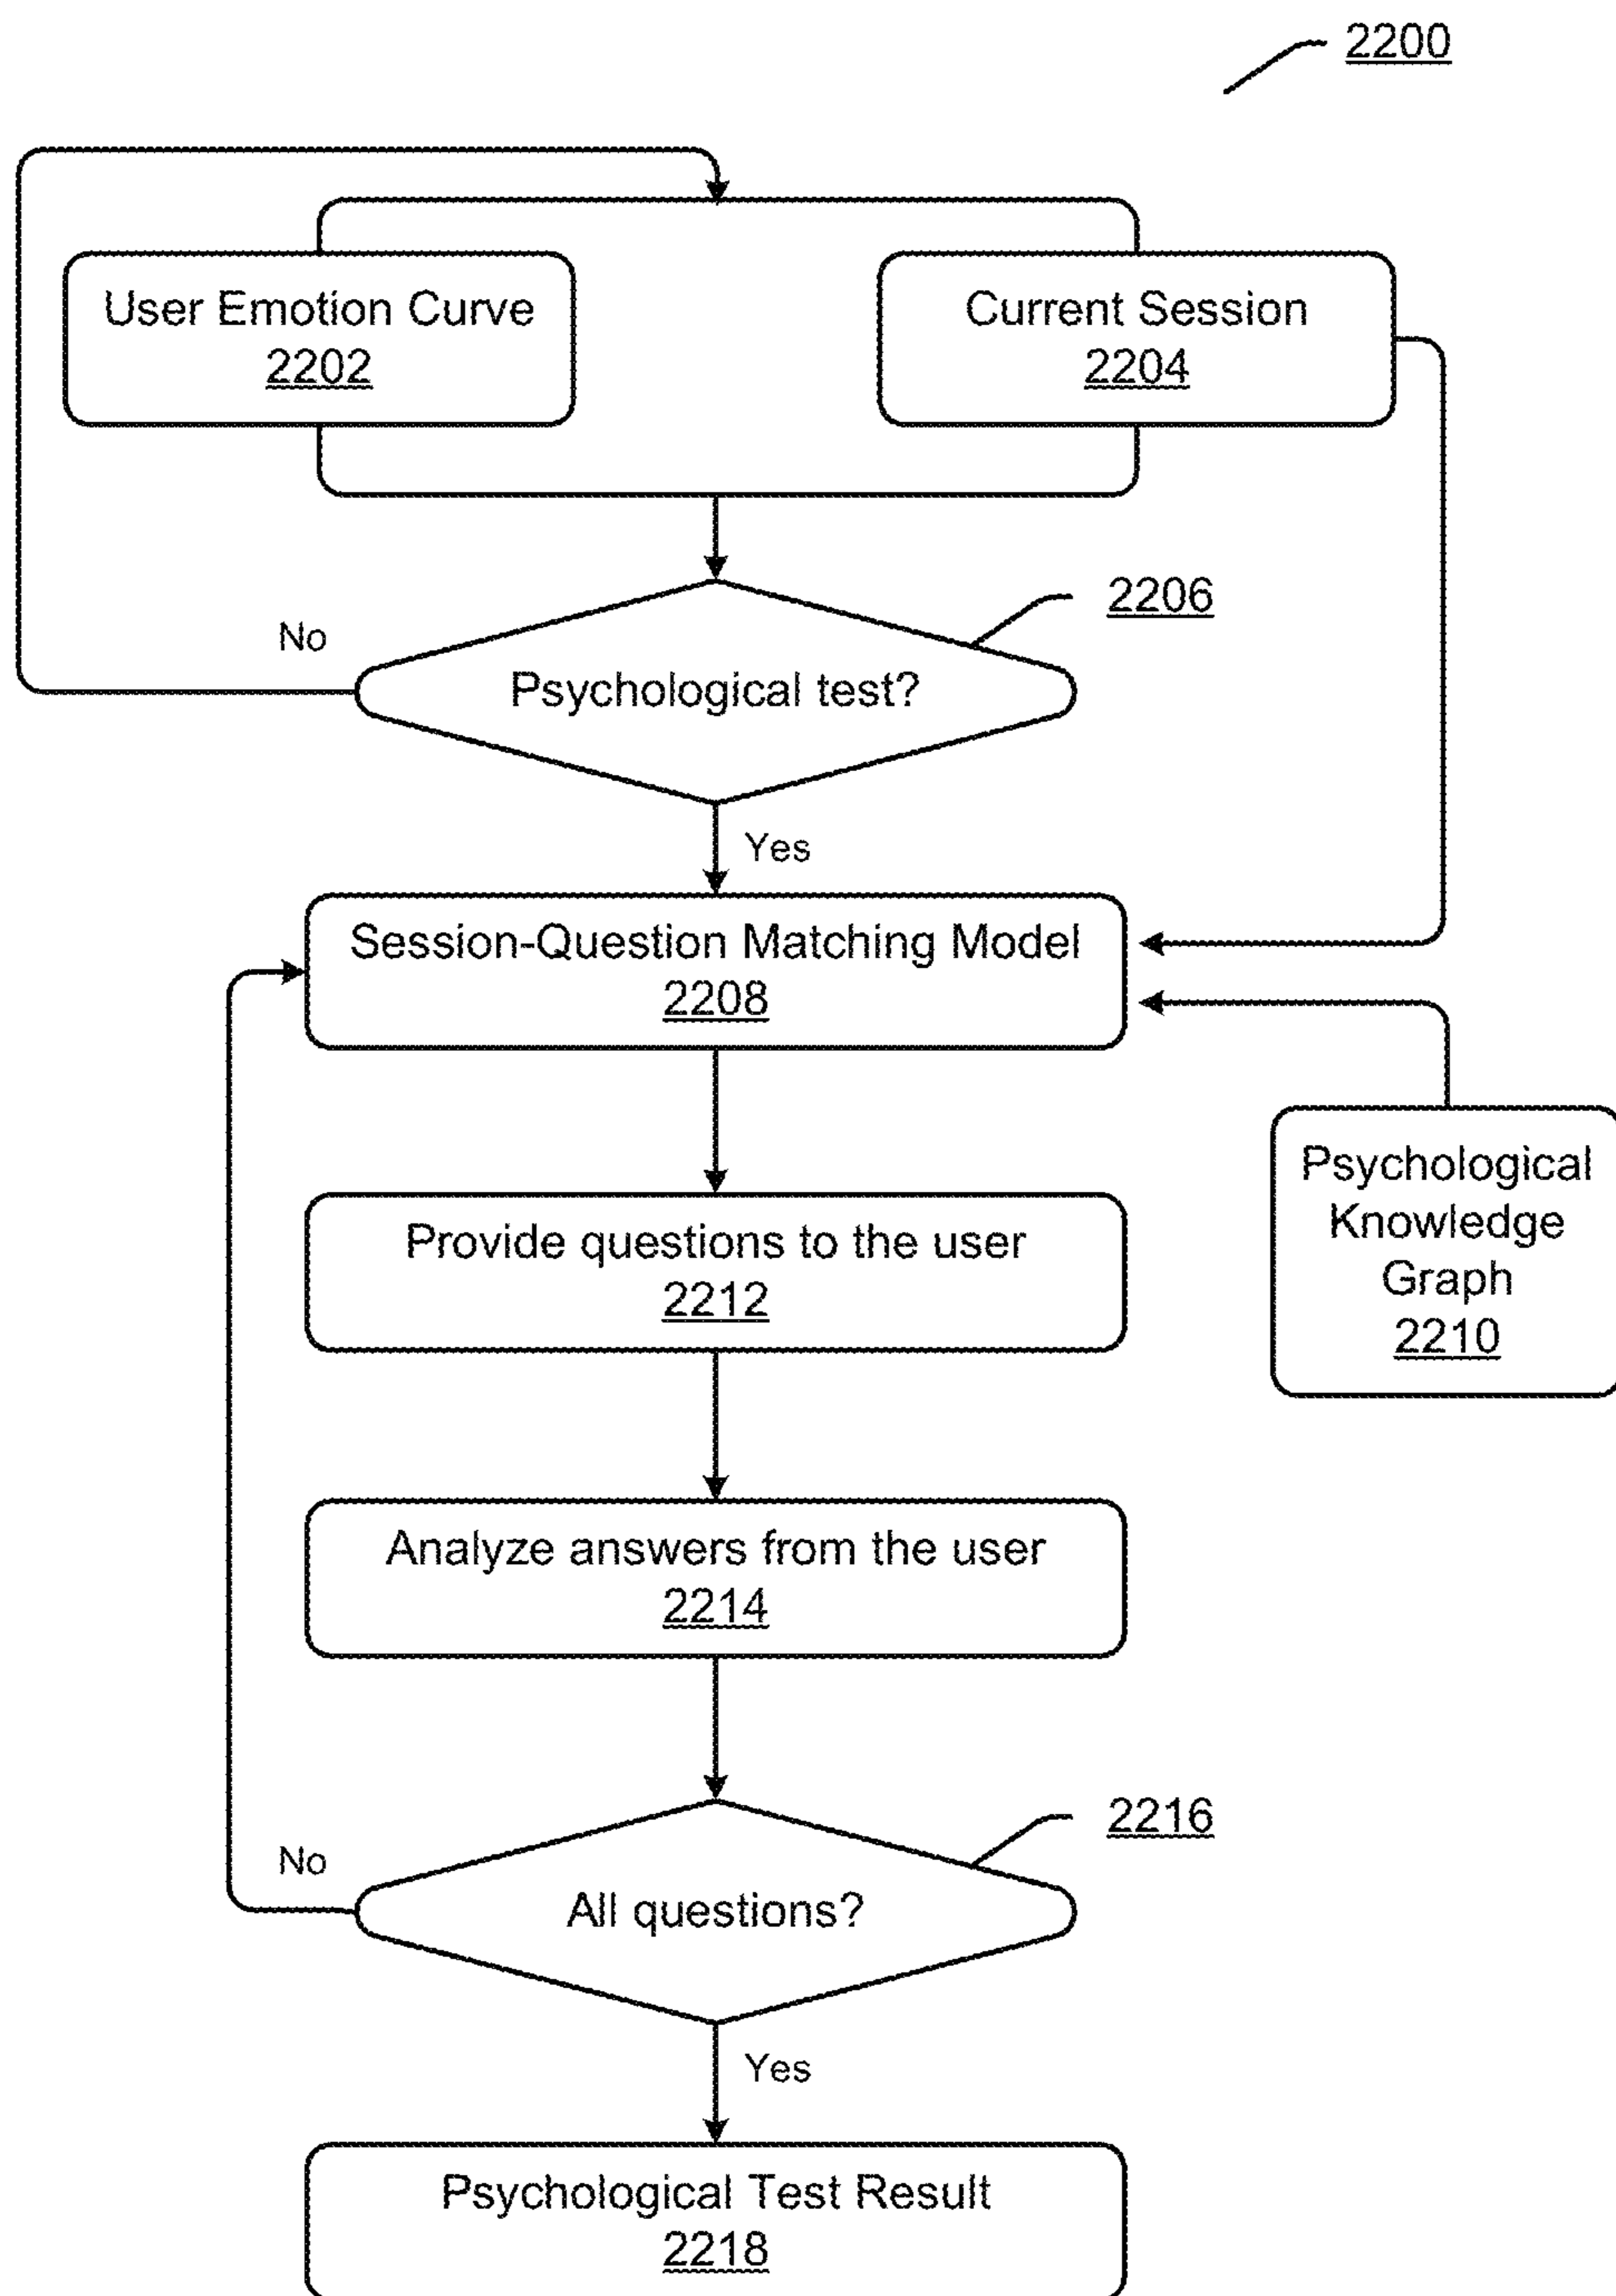 2200
User Emotion Curve
2202
Current Session
2204
2206
No
Psychological test?
Yes
Session-Question Matching Model
2208
Psychological
Knowledge
Graph
2210
Provide questions to the user
2212
Analyze answers from the user
2214
2216
No
All questions?
Yes
Psychological Test Result
2218